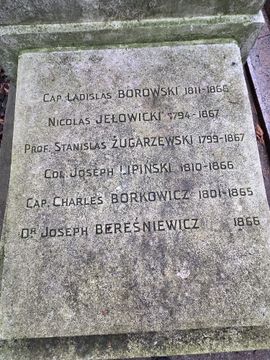 Cap. Ladislas BOROWSKI 1811-1866
Nicolas JEŁOWICKI 1794-1867
Prof. Stanislas ŻUGARZEWSKI 1799-1867
Col. Joseph LIPIŃSKI 1810-1866
Cap. Charles BORKOWICZ 1801-1865
Dr Joseph BEREŚNIEWICZ 1866